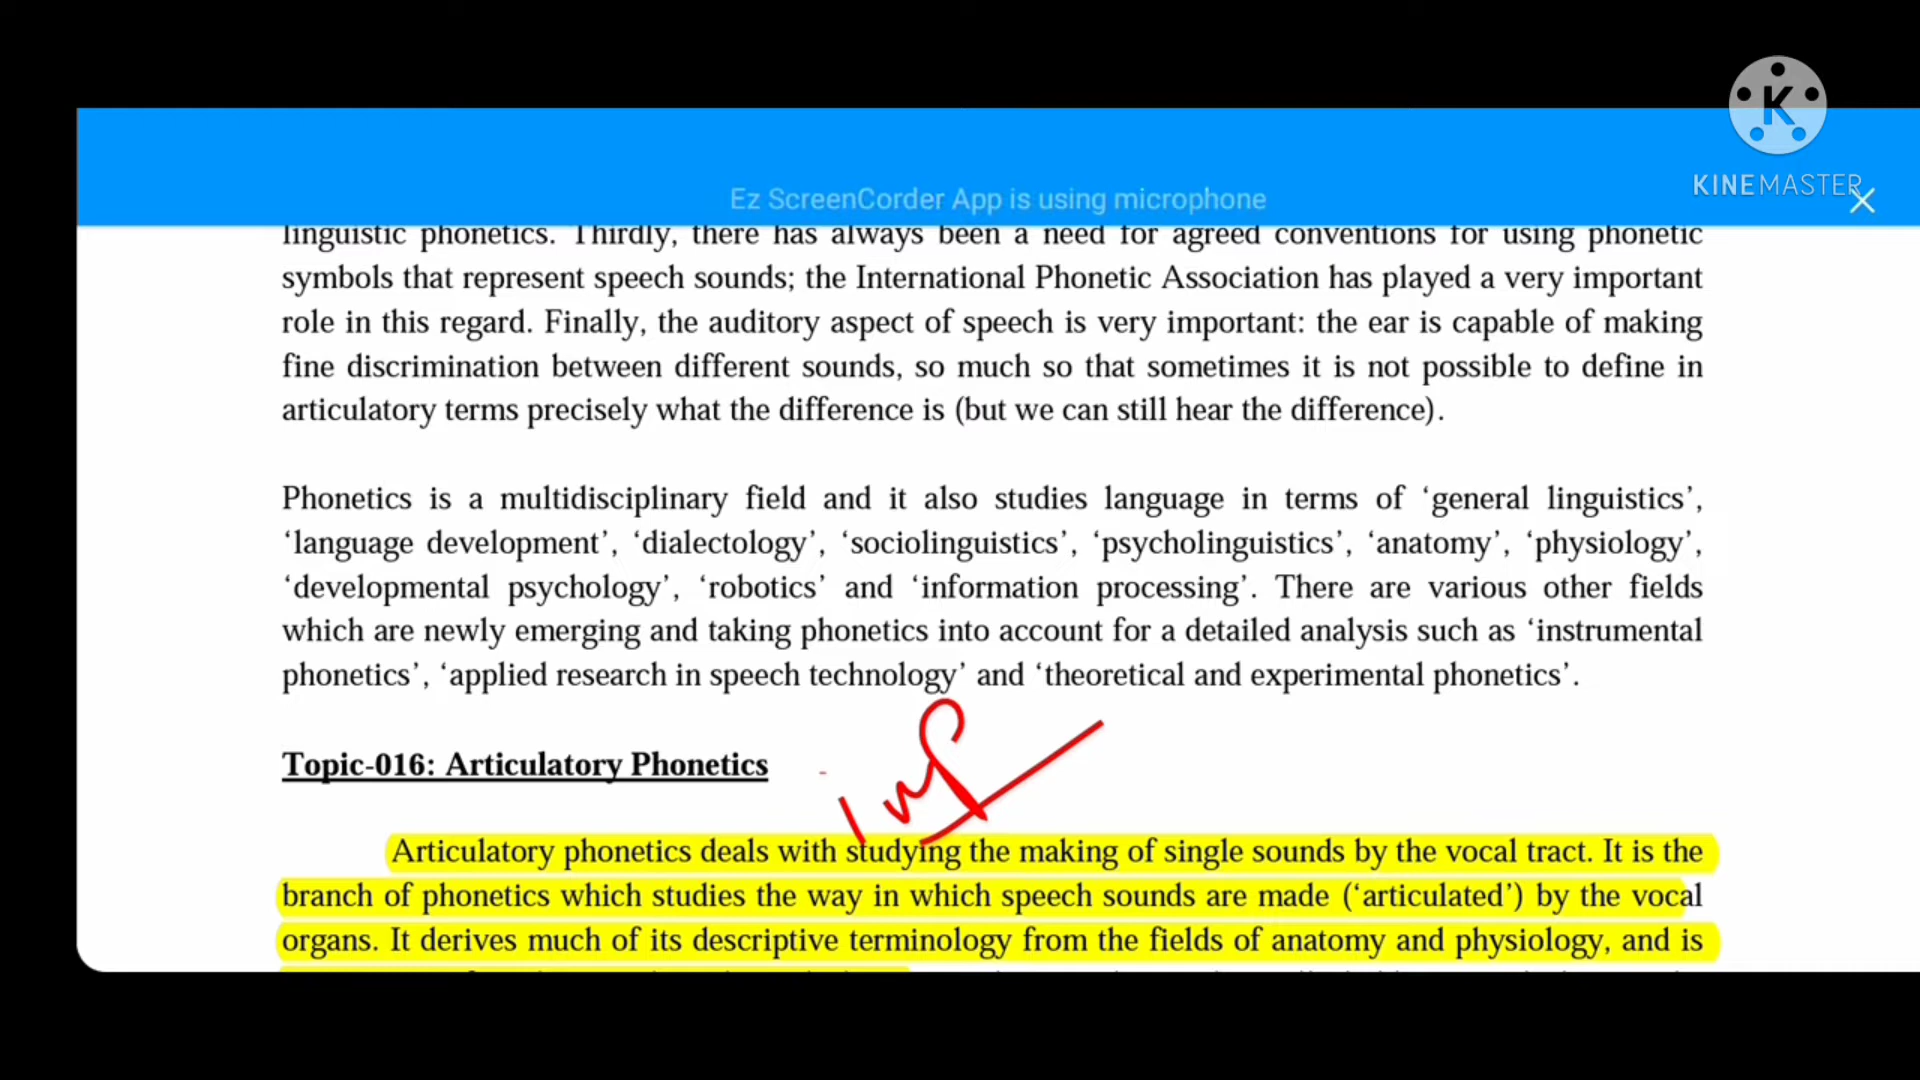 K
KINEMASTER
Ez ScreenCorder App is using microphone
linguistic phonetics. Thirdly, there has always been a need for agreed conventions for using phonetic
symbols that represent speech sounds; the International Phonetic Association has played a very important
role in this regard. Finally, the auditory aspect of speech is very important: the ear is capable of making
fine discrimination between different sounds, so much so that sometimes it is not possible to define in
articulatory terms precisely what the difference is (but we can still hear the difference).
Phonetics is a multidisciplinary field and it also studies language in terms of ‘general linguistics’,
‘language development’, ‘dialectology’, ‘sociolinguistics’, ‘psycholinguistics’, ‘anatomy’, ‘physiology’,
‘developmental psychology’, ‘robotics’ and ‘information processing’. There are various other fields
which are newly emerging and taking phonetics into account for a detailed analysis such as ‘instrumental
phonetics’, ‘applied research in speech technology’ and ‘theoretical and experimental phonetics’.
Topic-016: Articulatory Phonetics
Articulatory phonetics deals with studying the making of single sounds by the vocal tract. It is the
branch of phonetics which studies the way in which speech sounds are made (‘articulated’) by the vocal
organs. It derives much of its descriptive terminology from the fields of anatomy and physiology, and is